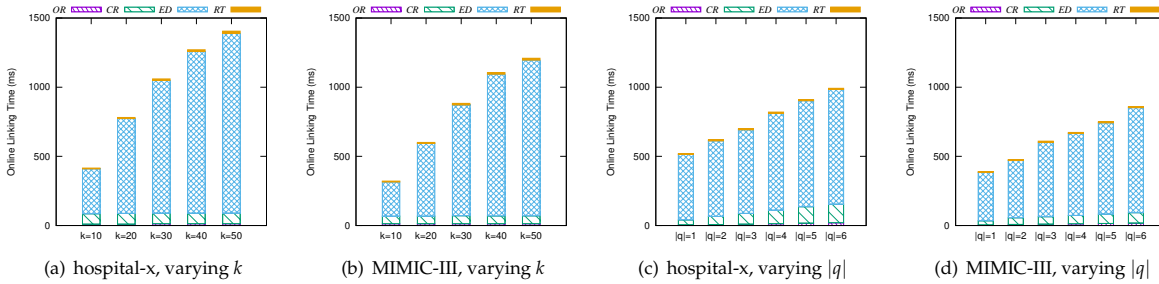 OR CR ED RT
Online Linking Time (ms)
1500
1000
500
0
k=10 k=20 k=30 k=40 k=50
(a) hospital-x, varying k
OR CR ED RT
Online Linking Time (ms)
1500
1000
500
0
k=10 k=20 k=30 k=40 k=50
(b) MIMIC-III, varying k
OR CR ED RT
Online Linking Time (ms)
1500
1000
500
0
|q|=1 |q|=2 |q|=3 |q|=4 |q|=5 |q|=6
(c) hospital-x, varying |q|
OR CR ED RT
Online Linking Time (ms)
1500
1000
500
0
|q|=1 |q|=2 |q|=3 |q|=4 |q|=5 |q|=6
(d) MIMIC-III, varying |q|